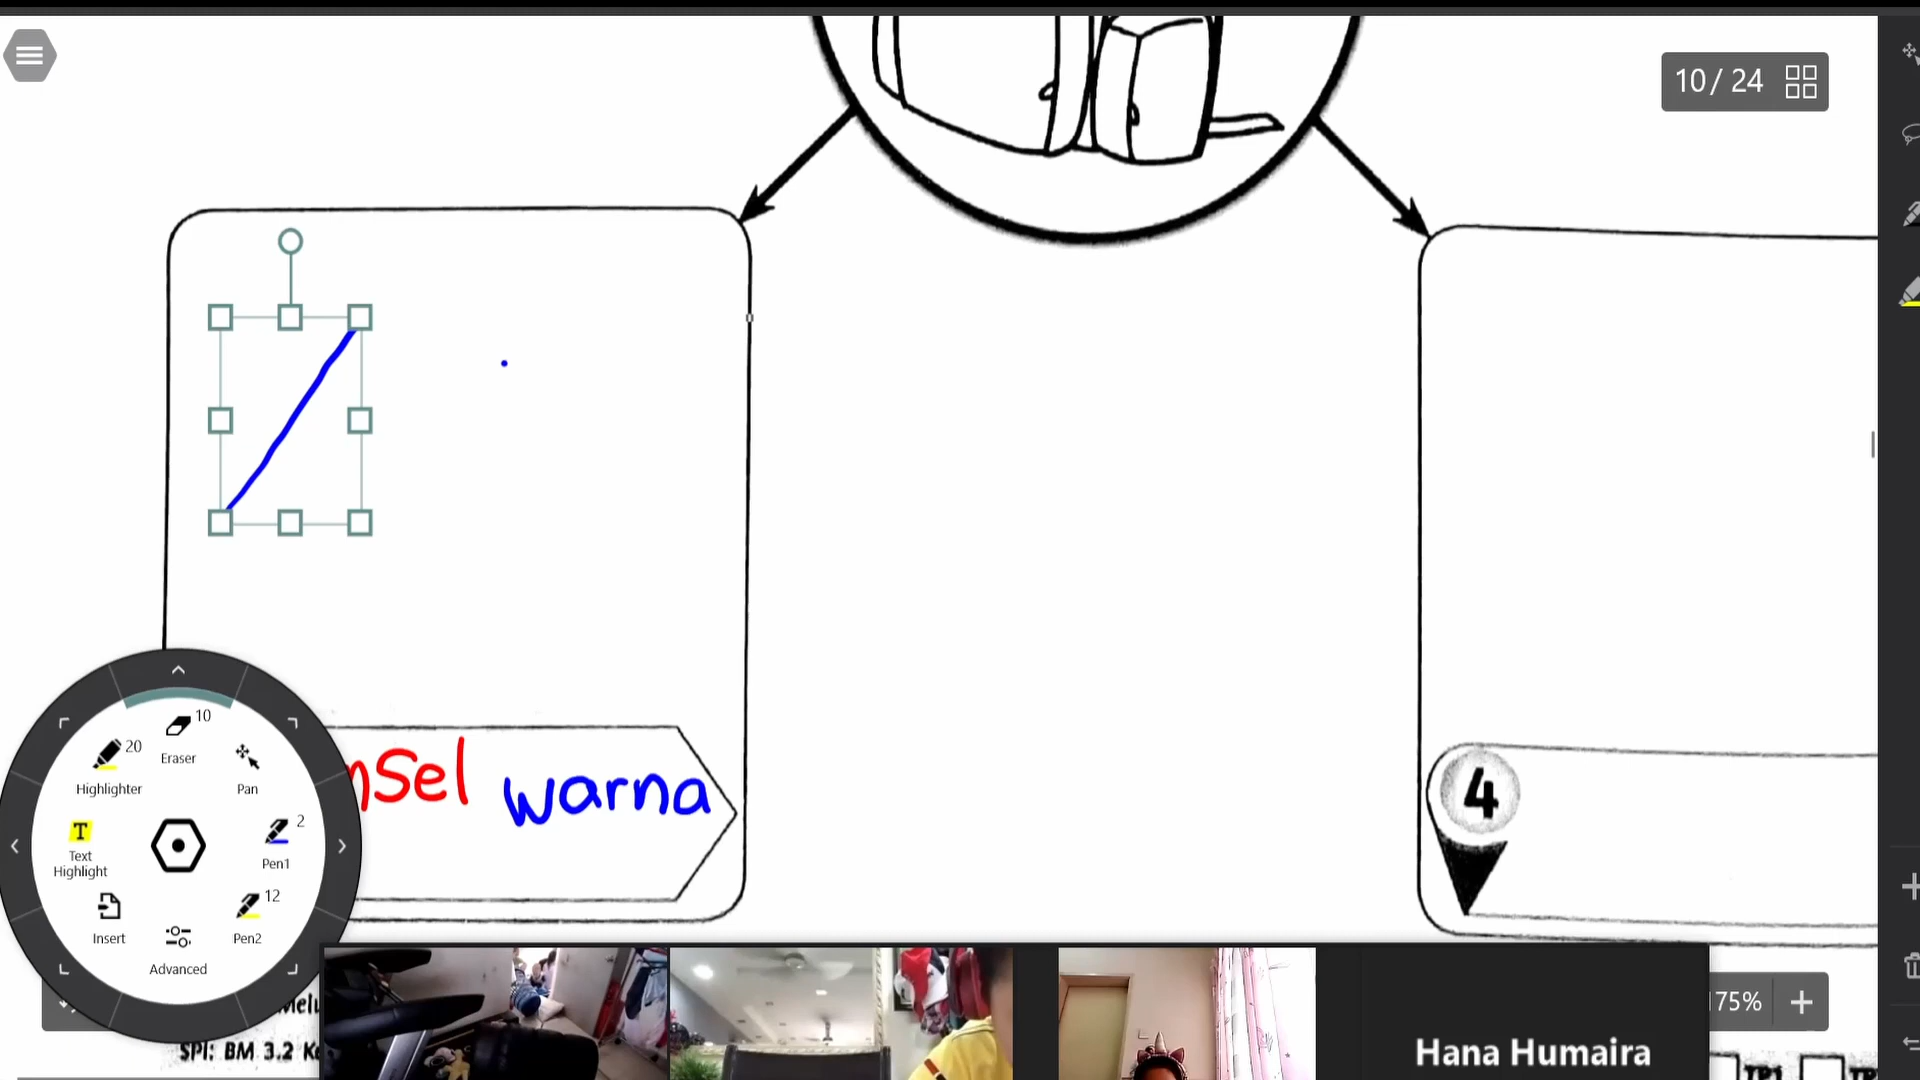 10 / 24
nsel warna
4
10
Eraser
20
Highlighter
Pan
T
Text
Highlight
2
Pen1
Insert
12
Pen2
Advanced
SPI: BM 3.2
75%
Hana Humaira
TP1